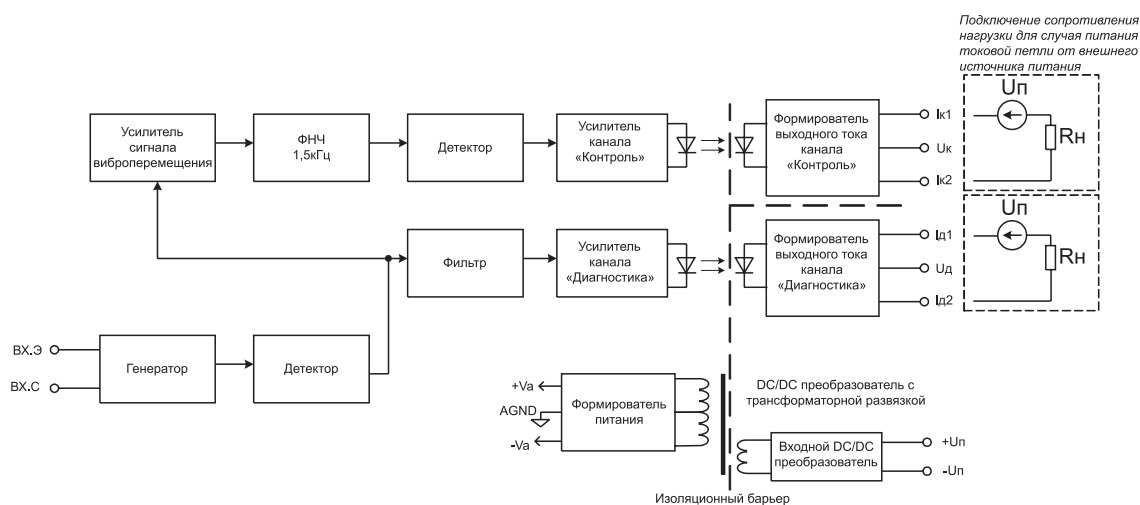 Подключение сопротивления
нагрузки для случая питания
токовой петли от внешнего
источника питания
Усилитель
сигнала
виброперемещения
ФНЧ
1,5кГц
Детектор
Усилитель
канала
«Контроль»
Формирователь
выходного тока
канала
«Контроль»
Iк1
Uк
Iк2
Uп
Rн
Фильтр
Усилитель
канала
«Диагностика»
Формирователь
выходного тока
канала
«Диагностика»
Iд1
Uд
Iд2
Uп
Rн
ВХ.Э
ВХ.С
Генератор
Детектор
+Va
AGND
-Va
Формирователь
питания
DC/DC преобразователь с
трансформаторной развязкой
Входной DC/DC
преобразователь
+Uп
-Uп
Изоляционный барьер